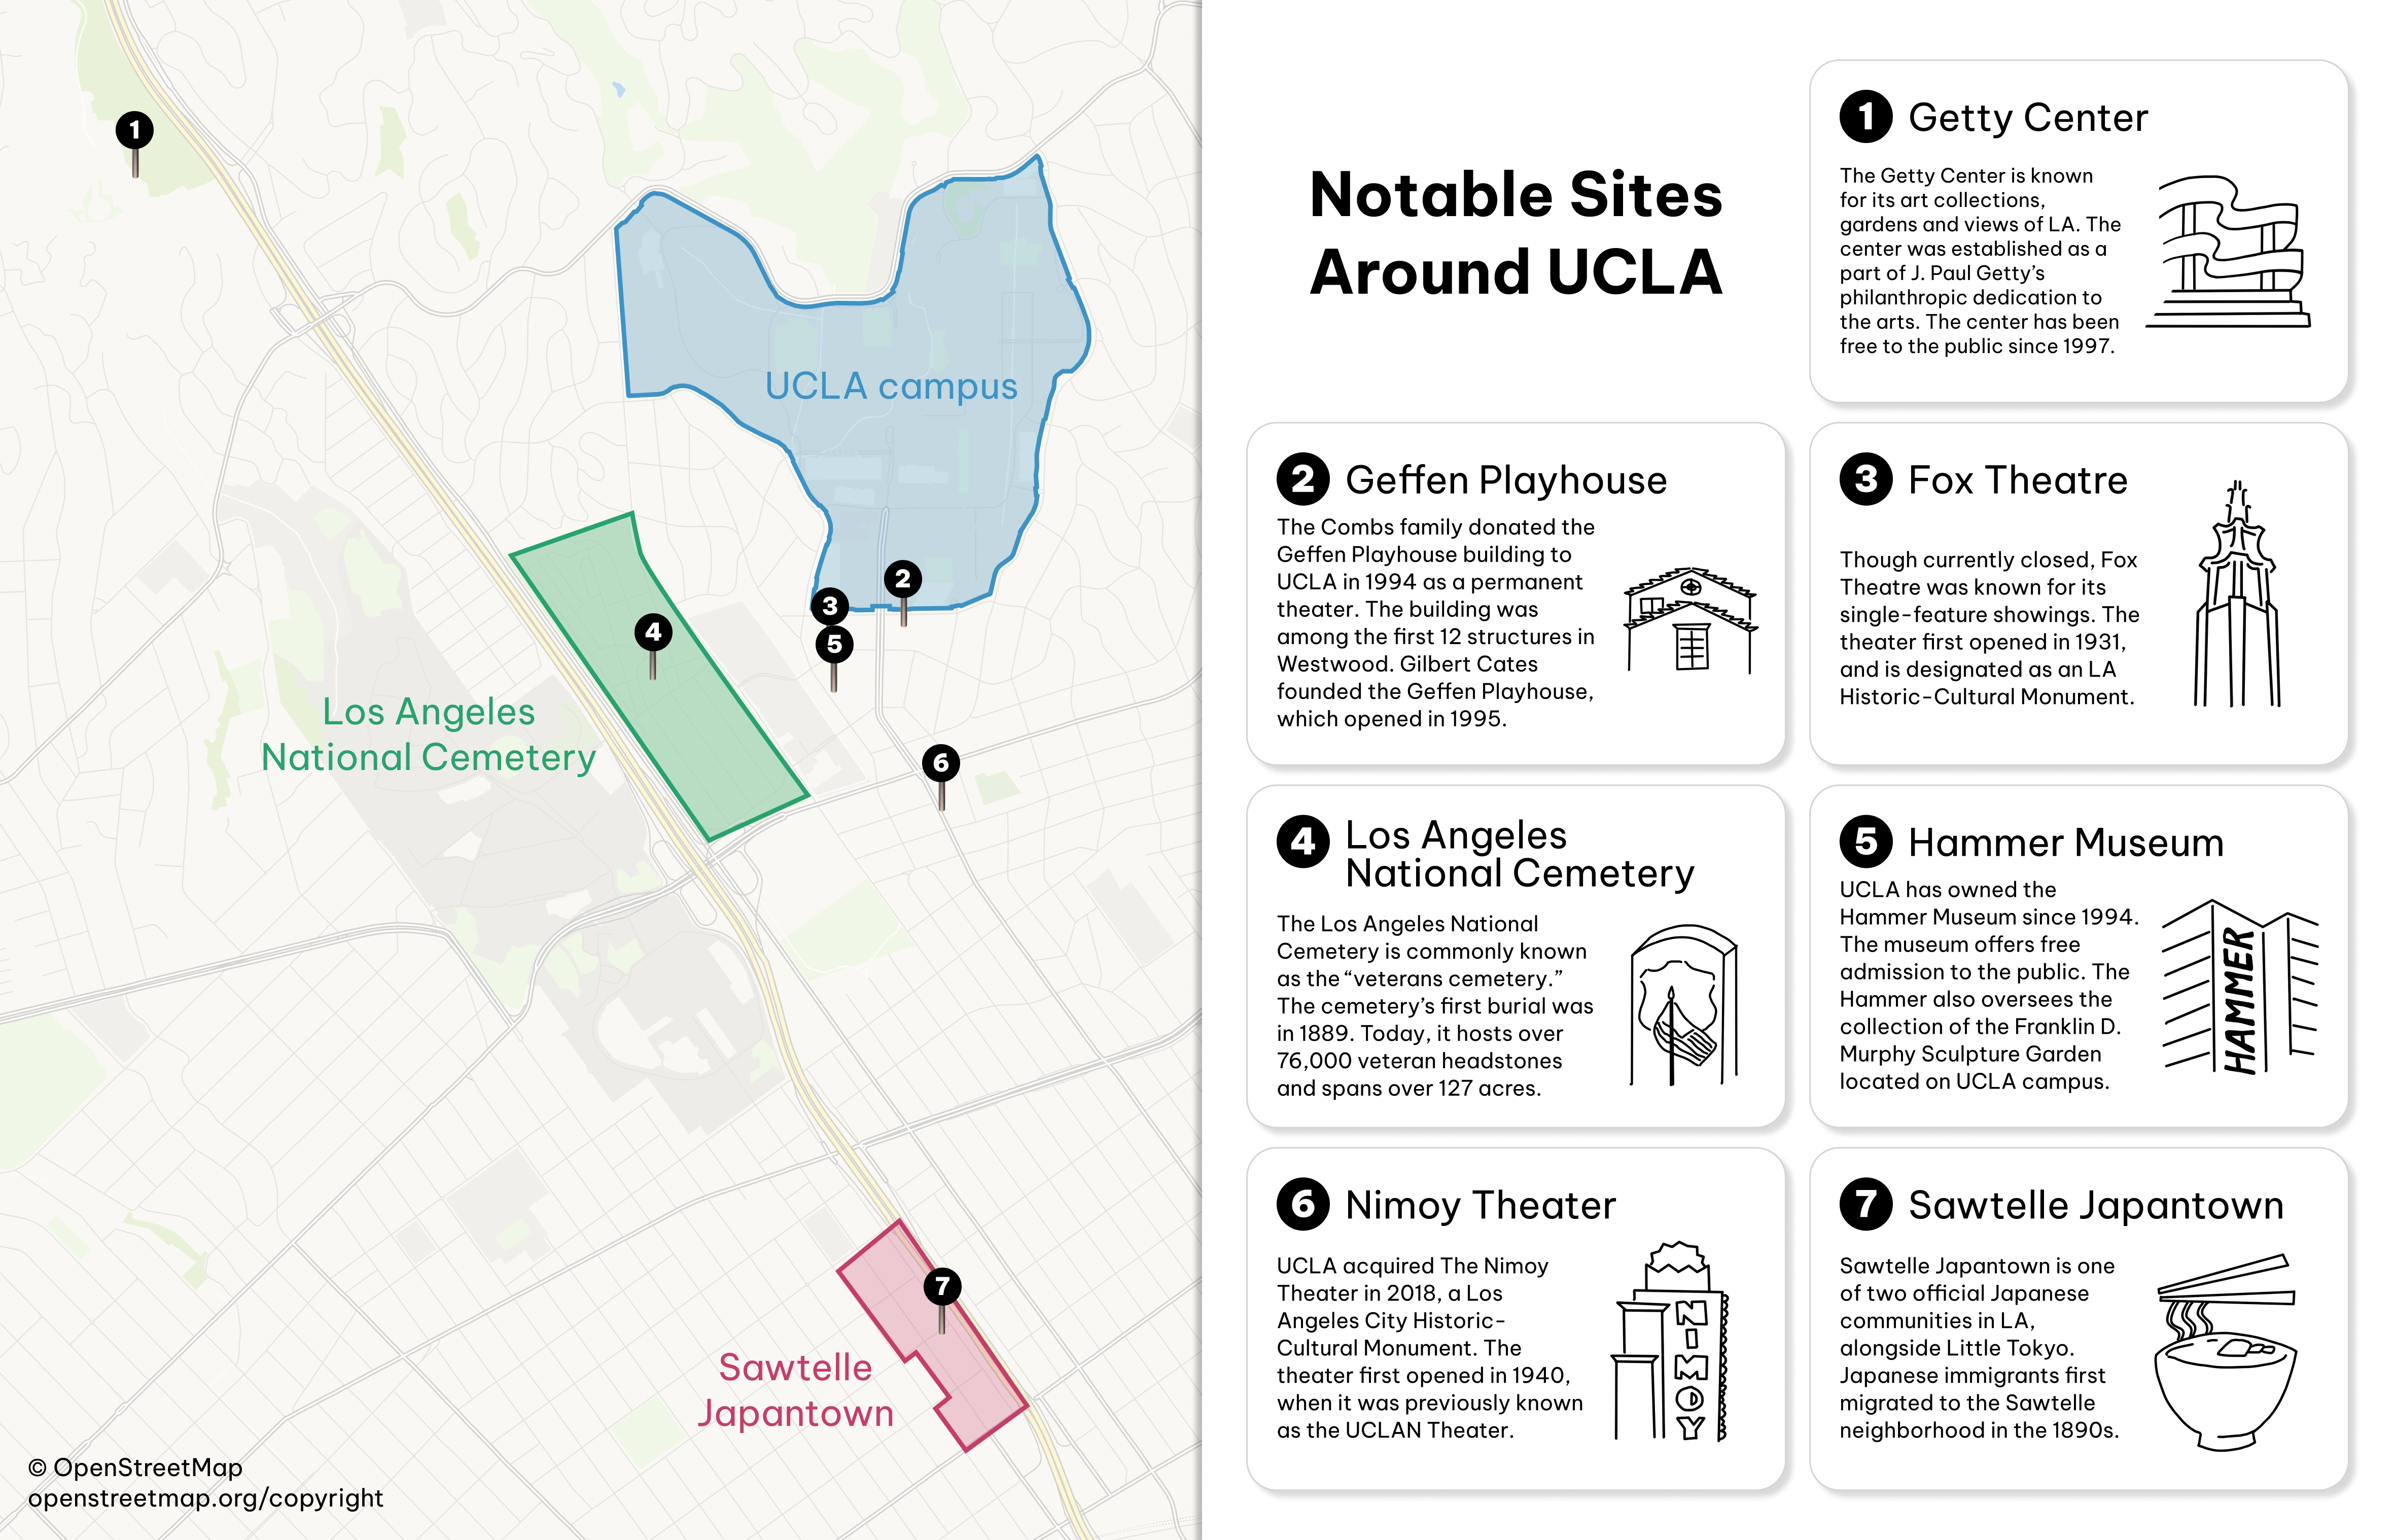 1
UCLA campus
2
3
4
5
Los Angeles
National Cemetery
6
7
Sawtelle
Japantown
© OpenStreetMap
openstreetmap.org/copyright
Notable Sites
Around UCLA
1 Getty Center
The Getty Center is known
for its art collections,
gardens and views of LA. The
center was established as a
part of J. Paul Getty’s
philanthropic dedication to
the arts. The center has been
free to the public since 1997.
2 Geffen Playhouse
The Combs family donated the
Geffen Playhouse building to
UCLA in 1994 as a permanent
theater. The building was
among the first 12 structures in
Westwood. Gilbert Cates
founded the Geffen Playhouse,
which opened in 1995.
3 Fox Theatre
Though currently closed, Fox
Theatre was known for its
single-feature showings. The
theater first opened in 1931,
and is designated as an LA
Historic-Cultural Monument.
4 Los Angeles
National Cemetery
The Los Angeles National
Cemetery is commonly known
as the “veterans cemetery.”
The cemetery’s first burial was
in 1889. Today, it hosts over
76,000 veteran headstones
and spans over 127 acres.
5 Hammer Museum
UCLA has owned the
Hammer Museum since 1994.
The museum offers free
admission to the public. The
Hammer also oversees the
collection of the Franklin D.
Murphy Sculpture Garden
located on UCLA campus.
HAMMER
6 Nimoy Theater
UCLA acquired The Nimoy
Theater in 2018, a Los
Angeles City Historic-
Cultural Monument. The
theater first opened in 1940,
when it was previously known
as the UCLAN Theater.
NIMOY
7 Sawtelle Japantown
Sawtelle Japantown is one
of two official Japanese
communities in LA,
alongside Little Tokyo.
Japanese immigrants first
migrated to the Sawtelle
neighborhood in the 1890s.